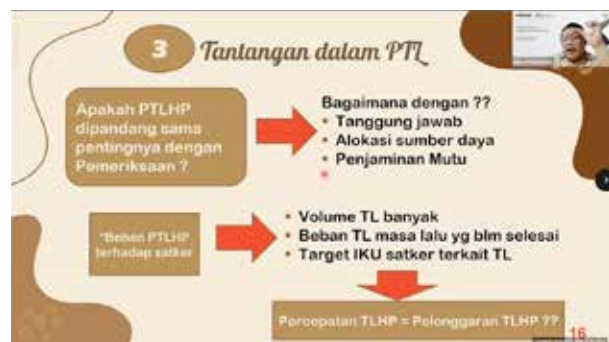 3 Tantangan dalam PTL
Apakah PTLHP
dipandang sama
pentingnya dengan
Pemeriksaan ?
Bagaimana dengan ??
• Tanggung jawab
• Alokasi sumber daya
• Penjaminan Mutu
*Beban PTLHP
terhadap satker
• Volume TL banyak
• Beban TL masa lalu yg blm selesai
• Target IKU satker terkait TL
Percepatan TLHP = Pelonggaran TLHP ??
16